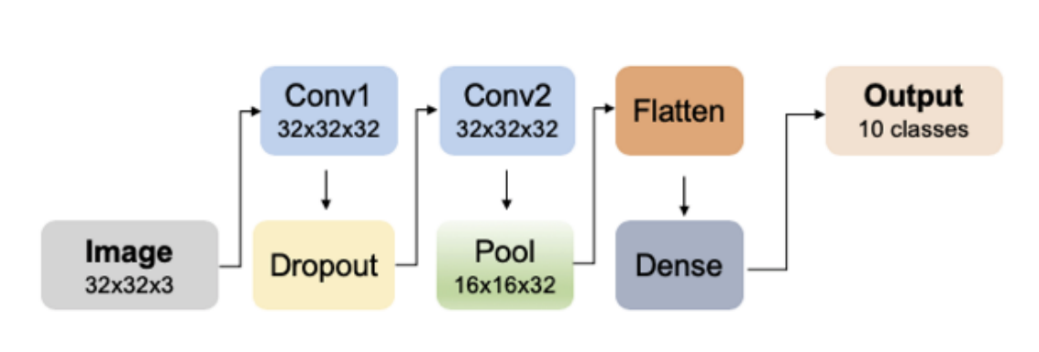 Image
32x32x3
Conv1
32x32x32
Dropout
Conv2
32x32x32
Pool
16x16x32
Flatten
Dense
Output
10 classes